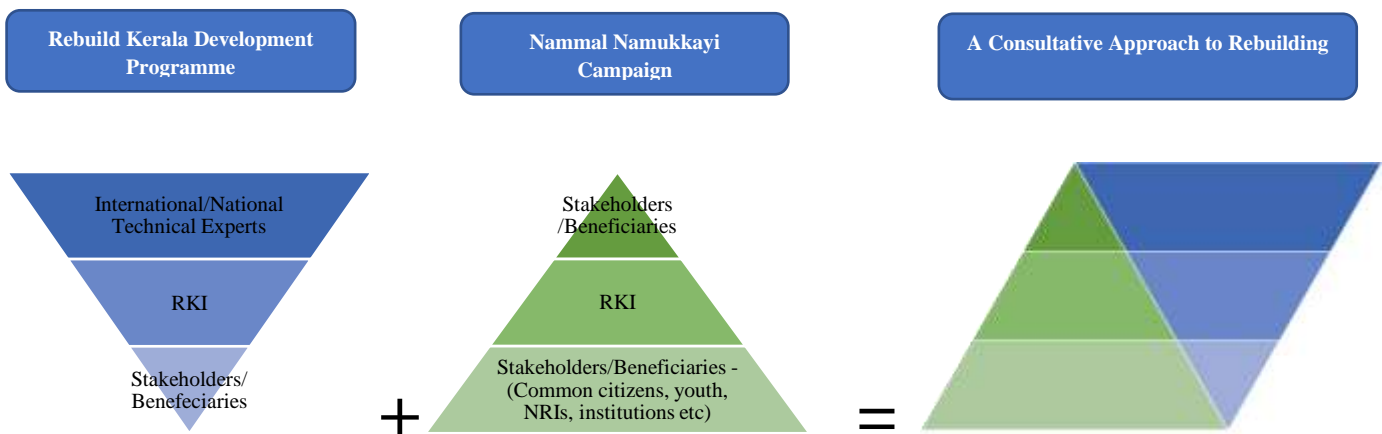 Rebuild Kerala Development
Programme
Nammal Namukkayi
Campaign
A Consultative Approach to Rebuilding
International/National
Technical Experts
RKI
Stakeholders/
Benefeciaries
+
Stakeholders
/Beneficiaries
RKI
Stakeholders/Beneficiaries -
(Common citizens, youth,
NRIs, institutions etc)
=